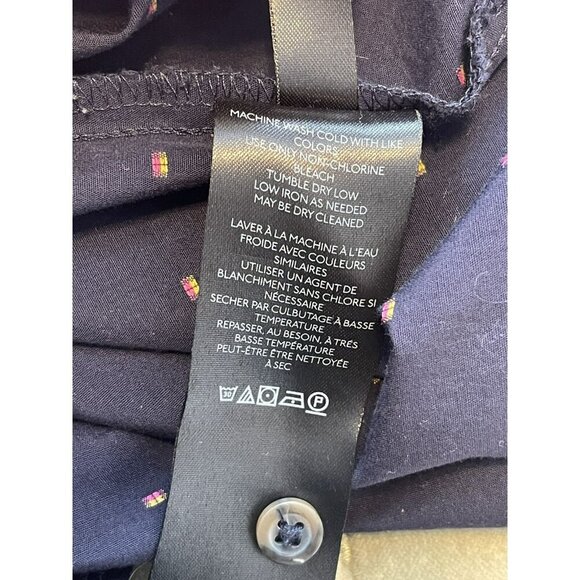 MACHINE WASH COLD WITH LIKE
COLORS
USE ONLY NON-CHLORINE
BLEACH
TUMBLE DRY LOW
LOW IRON AS NEEDED
MAY BE DRY CLEANED
LAVER À LA MACHINE À L'EAU
FROIDE AVEC COULEURS
SIMILAIRES
UTILISER UN AGENT DE
BLANCHIMENT SANS CHLORE SI
NÉCESSAIRE
SECHER PAR CULBUTAGE À BASSE
TEMPERATURE
REPASSER, AU BESOIN, À TRÉS
BASSE TEMPÉRATURE
PEUT-ÊTRE ÊTRE NETTOYÉE
À SEC
30 P